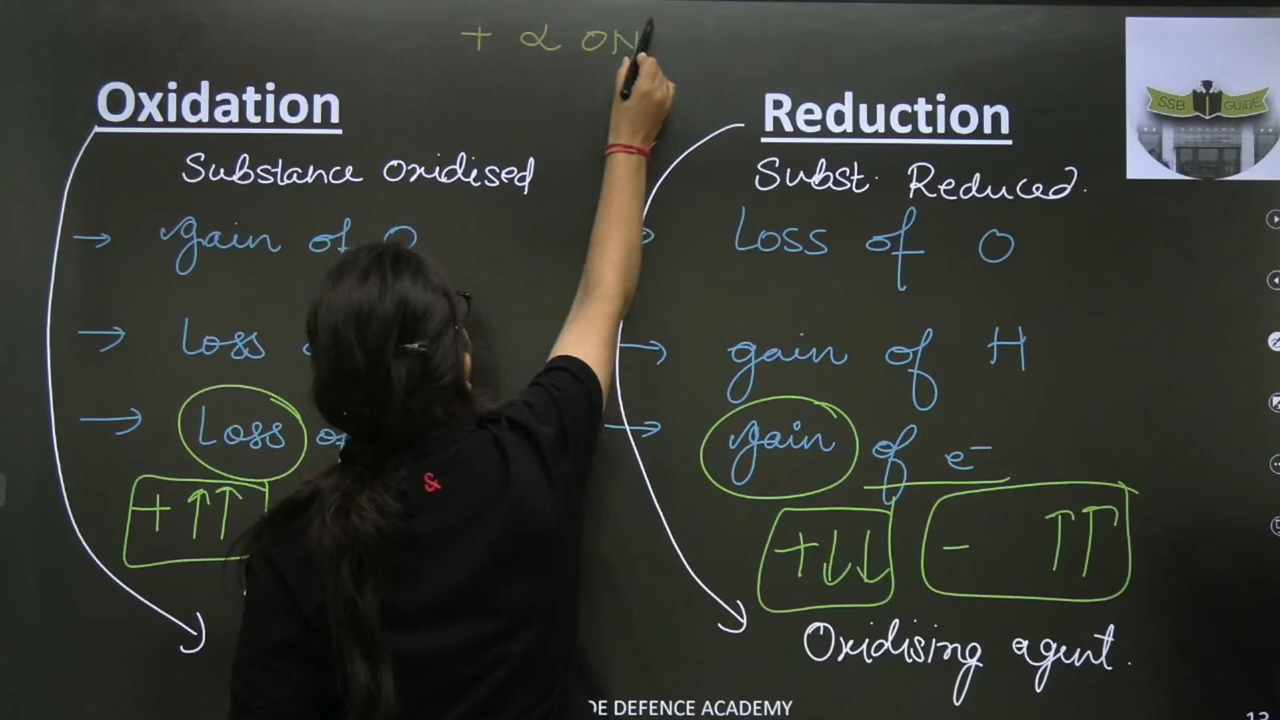 + ∝ ON
Oxidation
Reduction
Substance oxidised
Subst. Reduced.
→ gain of O
Loss of O
→ Loss
→ gain of H
→ Loss of
→ gain of e⁻
+ ↑↑
+ ↓↓
- ↑↑
Oxidising agent.
&
SSB GUIDE
DE DEFENCE ACADEMY